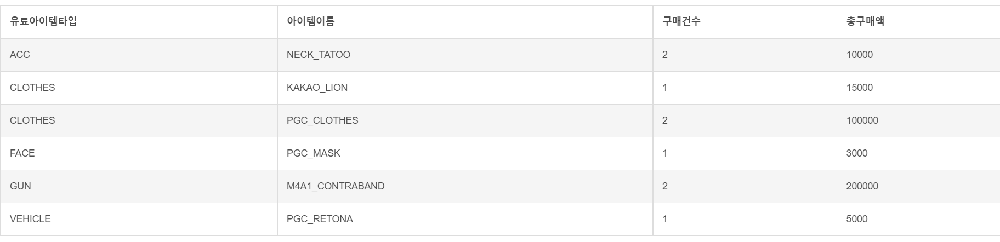 유료아이템타입 아이템이름 구매건수 총구매액
ACC NECK_TATOO 2 10000
CLOTHES KAKAO_LION 1 15000
CLOTHES PGC_CLOTHES 2 100000
FACE PGC_MASK 1 3000
GUN M4A1_CONTRABAND 2 200000
VEHICLE PGC_RETONA 1 5000